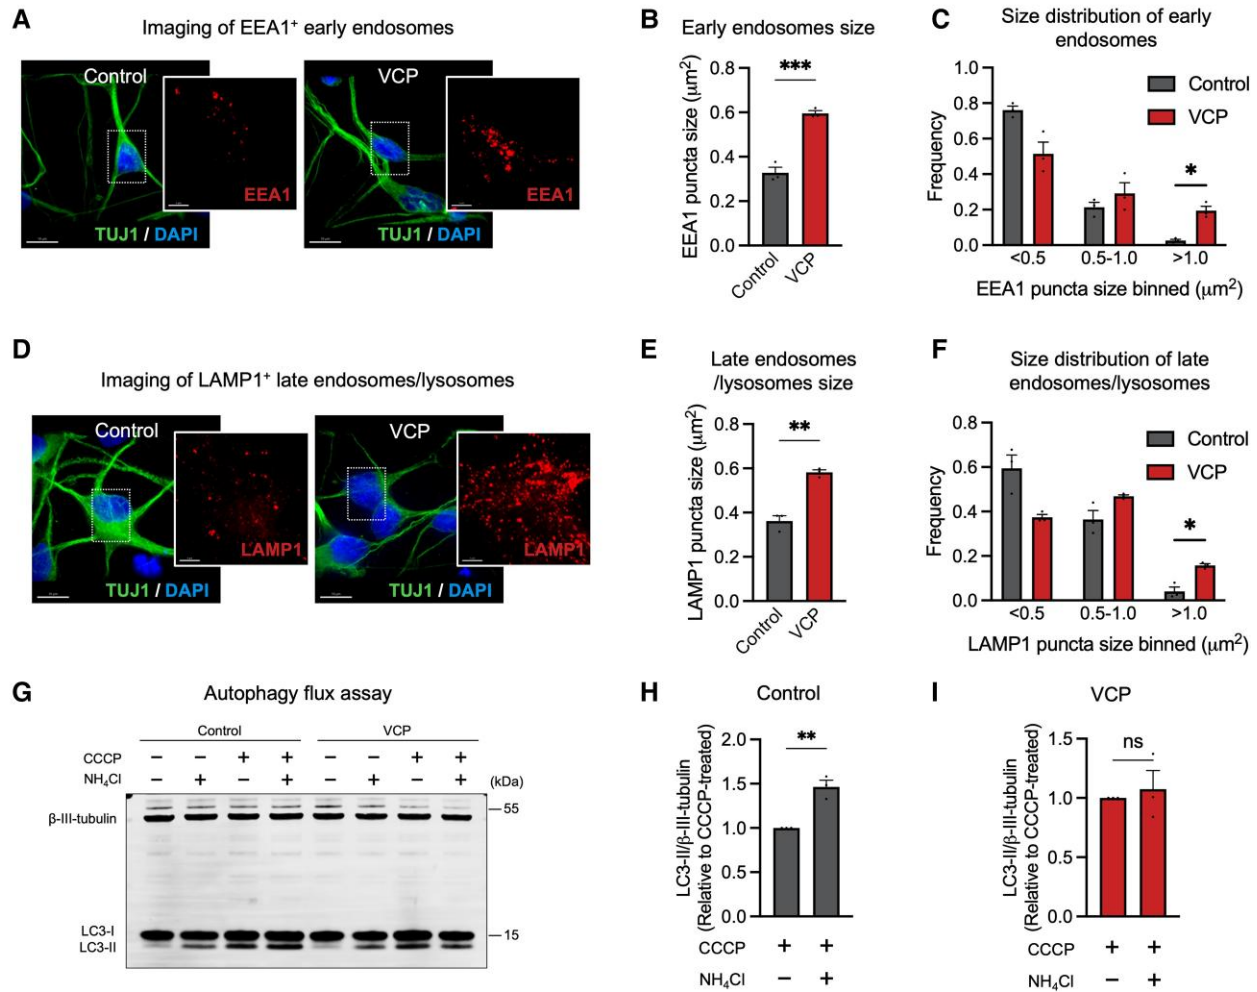 A
Imaging of EEA1⁺ early endosomes
Control
EEA1
TUJ1 / DAPI
VCP
EEA1
TUJ1 / DAPI
B
Early endosomes size
EEA1 puncta size (μm²)
0.8
0.6
0.4
0.2
0.0
***
Control
VCP
C
Size distribution of early
endosomes
Frequency
1.0
0.8
0.6
0.4
0.2
0.0
Control
VCP
*
<0.5
0.5-1.0
>1.0
EEA1 puncta size binned (μm²)
D
Imaging of LAMP1⁺ late endosomes/lysosomes
Control
LAMP1
TUJ1 / DAPI
VCP
LAMP1
TUJ1 / DAPI
E
Late endosomes
/lysosomes size
LAMP1 puncta size (μm²)
0.8
0.6
0.4
0.2
0.0
**
Control
VCP
F
Size distribution of late
endosomes/lysosomes
Frequency
0.8
0.6
0.4
0.2
0.0
Control
VCP
*
<0.5
0.5-1.0
>1.0
LAMP1 puncta size binned (μm²)
G
Autophagy flux assay
Control VCP
CCCP − − + + − − + +
NH₄Cl − + − + − + − + (kDa)
β-III-tubulin
55
LC3-I
LC3-II
15
H
Control
LC3-II/β-III-tubulin
(Relative to CCCP-treated)
2.0
1.5
1.0
0.5
0.0
**
CCCP + +
NH₄Cl − +
I
VCP
LC3-II/β-III-tubulin
(Relative to CCCP-treated)
1.5
1.0
0.5
0.0
ns
CCCP + +
NH₄Cl − +